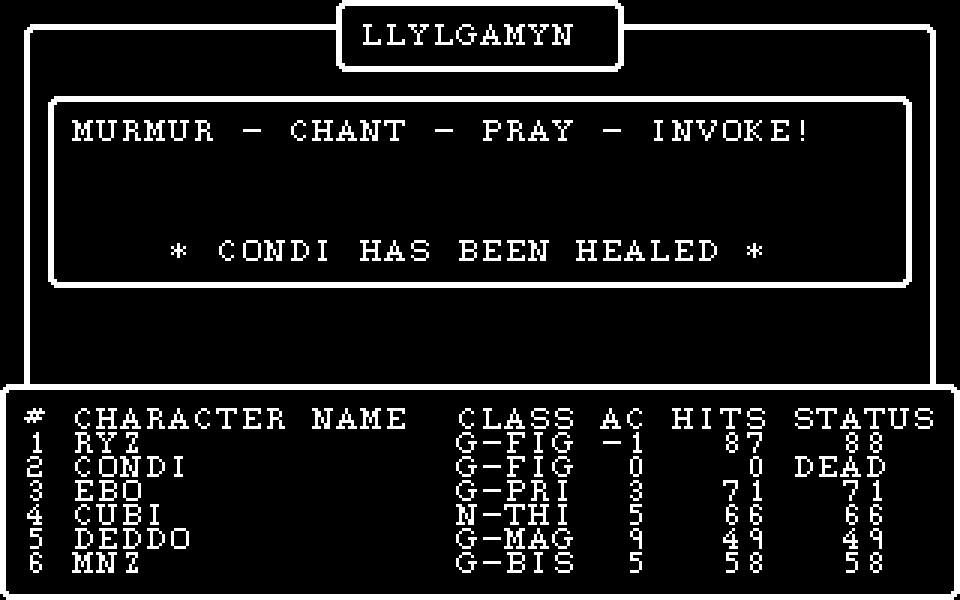 LLYLGAMYN
MURMUR - CHANT - PRAY - INVOKE!
* CONDI HAS BEEN HEALED *
# CHARACTER NAME CLASS AC HITS STATUS
1 RYZ G-FIG -1 87 88
2 CONDI G-FIG 0 0 DEAD
3 EBO G-PRI 3 71 71
4 CUBI N-THI 5 66 66
5 DEDDO G-MAG 9 49 49
6 MNZ G-BIS 5 58 58